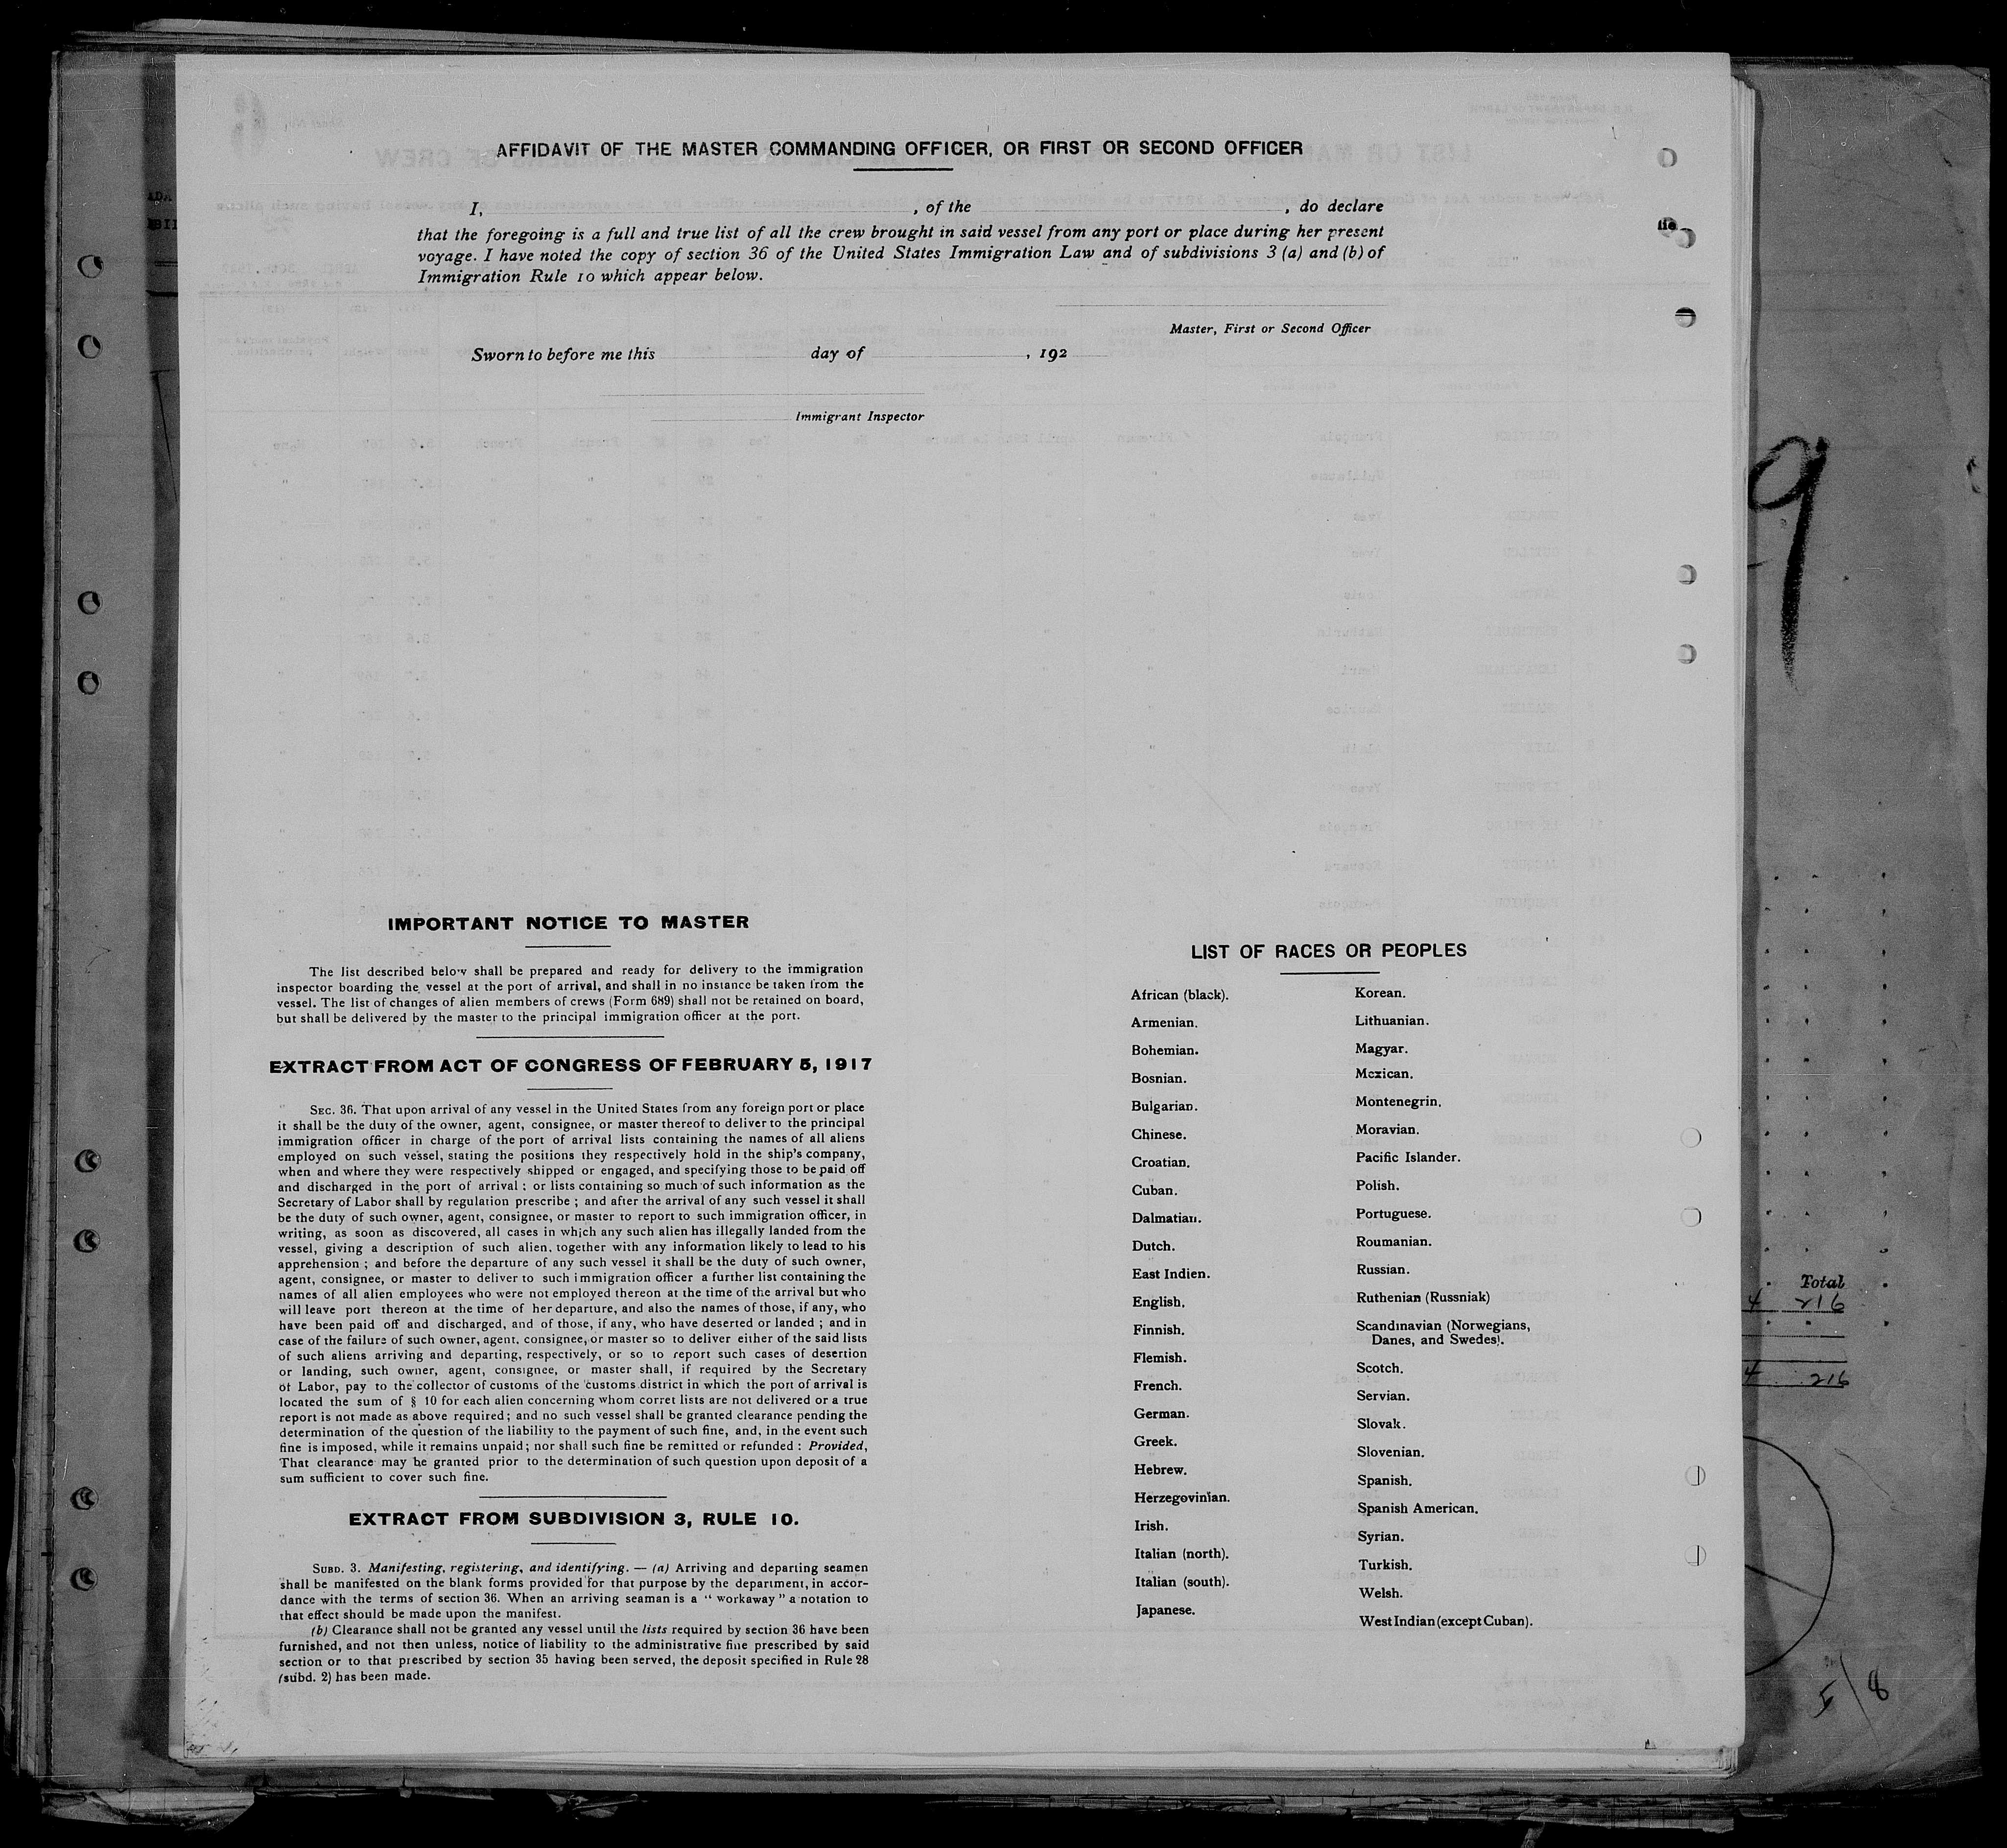 AFFIDAVIT OF THE MASTER COMMANDING OFFICER, OR FIRST OR SECOND OFFICER
I, , of the , do declare
that the foregoing is a full and true list of all the crew brought in said vessel from any port or place during her present
voyage. I have noted the copy of section 36 of the United States Immigration Law and of subdivisions 3 (a) and (b) of
Immigration Rule 10 which appear below.
Master, First or Second Officer
Sworn to before me this day of , 192
Immigrant Inspector
IMPORTANT NOTICE TO MASTER
The list described below shall be prepared and ready for delivery to the immigration
inspector boarding the vessel at the port of arrival, and shall in no instance be taken from the
vessel. The list of changes of alien members of crews (Form 689) shall not be retained on board,
but shall be delivered by the master to the principal immigration officer at the port.
EXTRACT FROM ACT OF CONGRESS OF FEBRUARY 5, 1917
SEC. 36. That upon arrival of any vessel in the United States from any foreign port or place
it shall be the duty of the owner, agent, consignee, or master thereof to deliver to the principal
immigration officer in charge of the port of arrival lists containing the names of all aliens
employed on such vessel, stating the positions they respectively hold in the ship's company,
when and where they were respectively shipped or engaged, and specifying those to be paid off
and discharged in the port of arrival ; or lists containing so much of such information as the
Secretary of Labor shall by regulation prescribe ; and after the arrival of any such vessel it shall
be the duty of such owner, agent, consignee, or master to report to such immigration officer, in
writing, as soon as discovered, all cases in which any such alien has illegally landed from the
vessel, giving a description of such alien, together with any information likely to lead to his
apprehension ; and before the departure of any such vessel it shall be the duty of such owner,
agent, consignee, or master to deliver to such immigration officer a further list containing the
names of all alien employees who were not employed thereon at the time of the arrival but who
will leave port thereon at the time of her departure, and also the names of those, if any, who
have been paid off and discharged, and of those, if any, who have deserted or landed ; and in
case of the failure of such owner, agent, consignee, or master so to deliver either of the said lists
of such aliens arriving and departing, respectively, or so to report such cases of desertion
or landing, such owner, agent, consignee, or master shall, if required by the Secretary
of Labor, pay to the collector of customs of the customs district in which the port of arrival is
located the sum of § 10 for each alien concerning whom corret lists are not delivered or a true
report is not made as above required ; and no such vessel shall be granted clearance pending the
determination of the question of the liability to the payment of such fine, and, in the event such
fine is imposed, while it remains unpaid ; nor shall such fine be remitted or refunded : Provided,
That clearance may be granted prior to the determination of such question upon deposit of a
sum sufficient to cover such fine.
EXTRACT FROM SUBDIVISION 3, RULE 10.
SUBD. 3. Manifesting, registering, and identifying. — (a) Arriving and departing seamen
shall be manifested on the blank forms provided for that purpose by the department, in accor-
dance with the terms of section 36. When an arriving seaman is a " workaway " a notation to
that effect should be made upon the manifest.
(b) Clearance shall not be granted any vessel until the lists required by section 36 have been
furnished, and not then unless, notice of liability to the administrative fine prescribed by said
section or to that prescribed by section 35 having been served, the deposit specified in Rule 28
(subd. 2) has been made.
LIST OF RACES OR PEOPLES
African (black).
Armenian.
Bohemian.
Bosnian.
Bulgarian.
Chinese.
Croatian.
Cuban.
Dalmatian.
Dutch.
East Indien.
English.
Finnish.
Flemish.
French.
German.
Greek.
Hebrew.
Herzegovinian.
Irish.
Italian (north).
Italian (south).
Japanese.
Korean.
Lithuanian.
Magyar.
Mexican.
Montenegrin.
Moravian.
Pacific Islander.
Polish.
Portuguese.
Roumanian.
Russian.
Ruthenian (Russniak)
Scandinavian (Norwegians,
Danes, and Swedes).
Scotch.
Servian.
Slovak.
Slovenian.
Spanish.
Spanish American.
Syrian.
Turkish.
Welsh.
West Indian (except Cuban).
9
Total
4 216
4 216
5/8